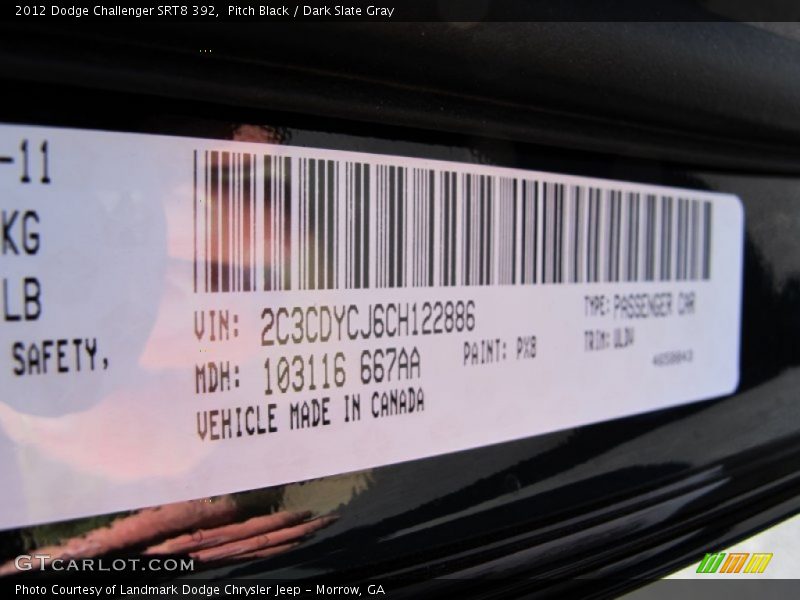 2012 Dodge Challenger SRT8 392, Pitch Black / Dark Slate Gray
-11
KG
LB
SAFETY,
VIN: 2C3CDYCJ6CH122886
TYPE: PASSENGER CAR
MDH: 103116 667AA
PAINT: PX8
TRIM:
VEHICLE MADE IN CANADA
GTCARLOT.COM
Photo Courtesy of Landmark Dodge Chrysler Jeep - Morrow, GA